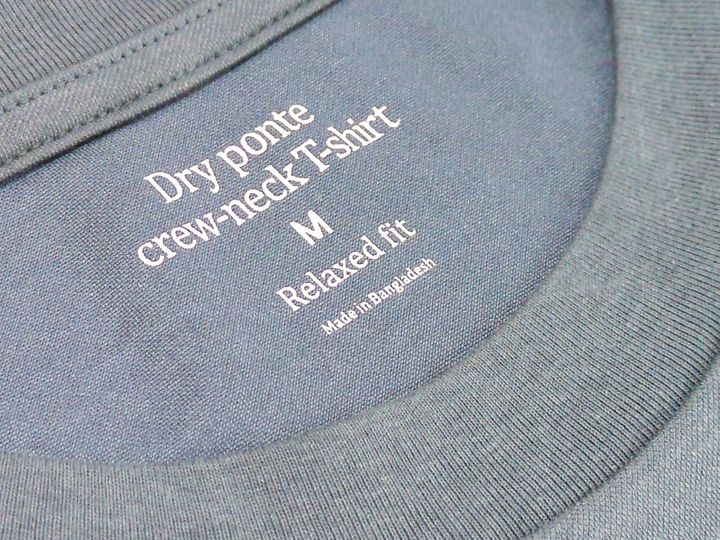 Dry ponte
crew-neck T-shirt
M
Relaxed fit
Made in Bangladesh